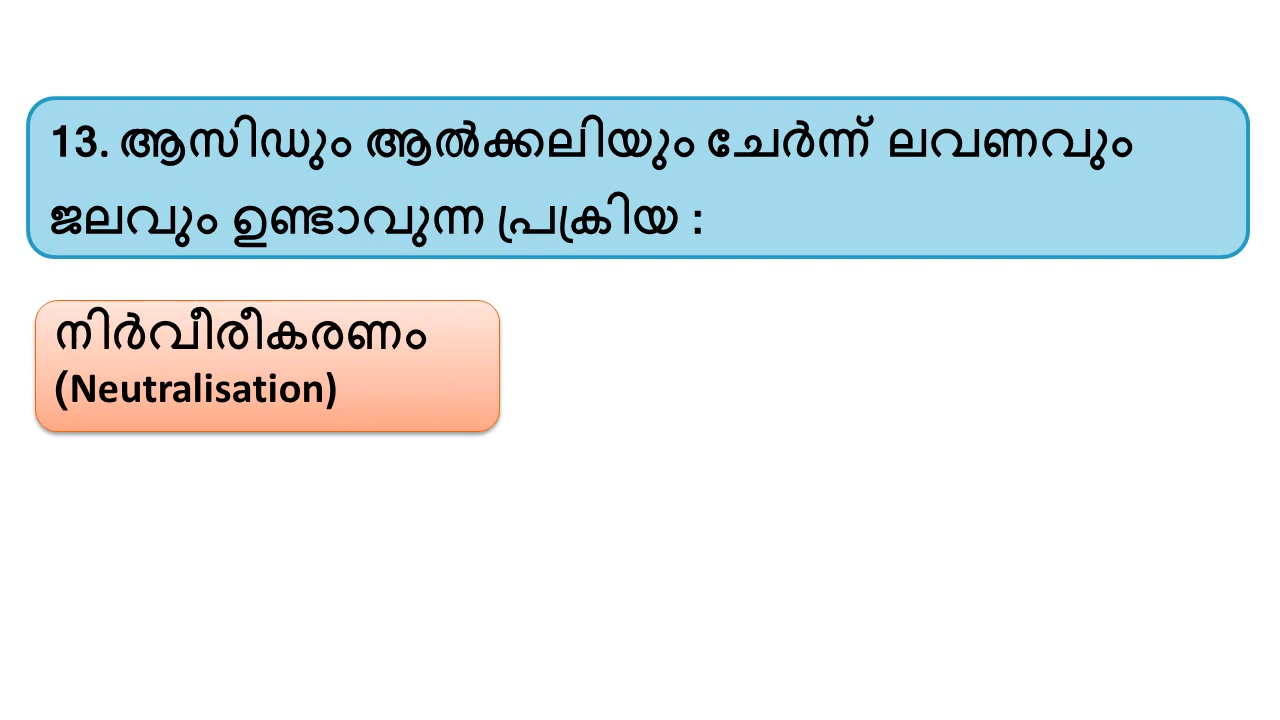 13. ആസിഡും ആൽക്കലിയും ചേർന്ന് ലവണവും
ജലവും ഉണ്ടാവുന്ന പ്രക്രിയ :
നിർവീരീകരണം
(Neutralisation)